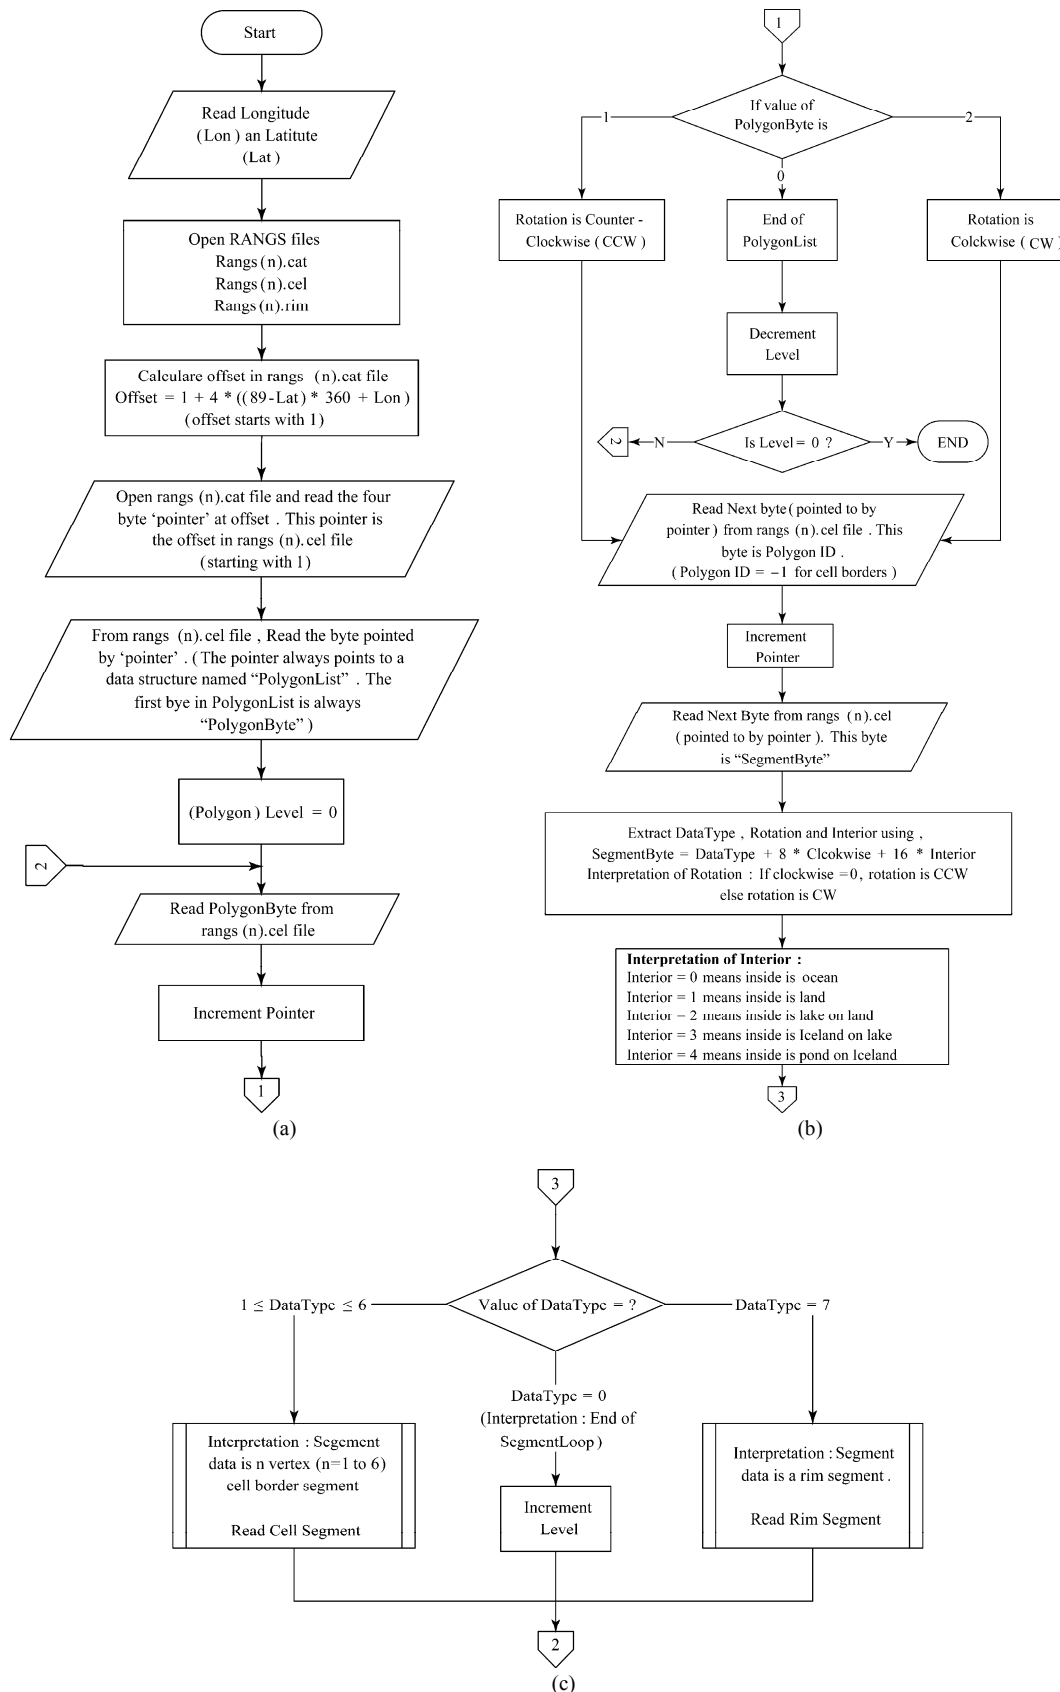 Start
Read Longitude
(Lon) an Latitute
(Lat)
Open RANGS files
Rangs(n).cat
Rangs(n).cel
Rangs(n).rim
Calculare offset in rangs (n).cat file
Offset = 1 + 4 * ((89-Lat) * 360 + Lon)
(offset starts with 1)
Open rangs (n).cat file and read the four
byte ‘pointer’ at offset . This pointer is
the offset in rangs (n).cel file
(starting with 1)
From rangs (n).cel file , Read the byte pointed
by ‘pointer’ . (The pointer always points to a
data structure named “PolygonList” . The
first bye in PolygonList is always
“PolygonByte”)
(Polygon) Level = 0
2
Read PolygonByte from
rangs (n).cel file
Increment Pointer
1
(a)
1
If value of
PolygonByte is
1
2
0
Rotation is Counter -
Clockwise (CCW)
End of
PolygonList
Rotation is
Colckwise (CW)
Decrement
Level
2
N
Is Level = 0 ?
Y
END
Read Next byte(pointed to by
pointer) from rangs (n).cel file . This
byte is Polygon ID .
(Polygon ID = −1 for cell borders)
Increment
Pointer
Read Next Byte from rangs (n).cel
(pointed to by pointer). This byte
is “SegmentByte”
Extract DataType , Rotation and Interior using ,
SegmentByte = DataType + 8 * Clcokwise + 16 * Interior
Interpretation of Rotation : If clockwise =0, rotation is CCW
else rotation is CW
Interpretation of Interior :
Interior = 0 means inside is ocean
Interior = 1 means inside is land
Interior = 2 means inside is lake on land
Interior = 3 means inside is Iceland on lake
Interior = 4 means inside is pond on Iceland
3
(b)
3
1 ≤ DataType ≤ 6
Value of DataType = ?
DataType = 7
DataType = 0
(Interpretation : End of
SegmentLoop)
Interpretation : Segement
data is n vertex (n=1 to 6)
cell border segment
Read Cell Segment
Increment
Level
Interpretation : Segment
data is a rim segment .
Read Rim Segment
2
(c)